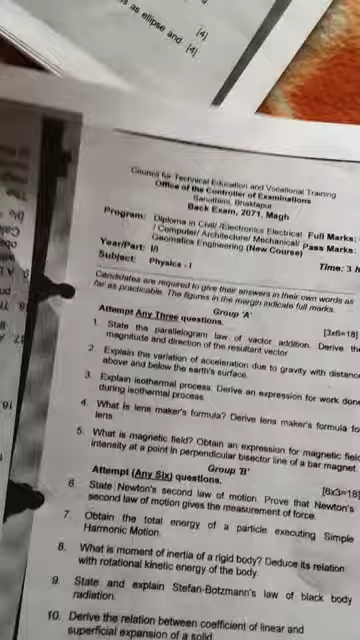 as ellipse and
[4]
[4]
Council for Technical Education and Vocational Training
Office of the Controller of Examinations
Sanothimi, Bhaktapur
Back Exam, 2071, Magh
Program: Diploma in Civil /Electronics Electrical Full Marks:
/ Computer/ Architecture/ Mechanical/ Pass Marks:
Geomatics Engineering (New Course)
Year/Part: I/I
Time: 3 h
Subject: Physics - I
Candidates are required to give their answers in their own words as
far as practicable. The figures in the margin indicate full marks.
Group 'A'
Attempt Any Three questions. [3x6=18]
1. State the parallelogram law of vactor addition. Derive the
magnitude and direction of the resultant vector
2. Explain the variation of acceleration due to gravity with distance
above and below the earth's surface.
3. Explain isothermal process. Derive an expression for work done
during isothermal process.
4. What is lens maker's formula? Derive lens maker's formula fo
lens
5. What is magnetic field? Obtain an expression for magnetic fiel
intensity at a point in perpendicular bisector line of a bar magnet.
Group 'B'
Attempt (Any Six) questions. [6x3=18]
6. State Newton's second law of motion. Prove that Newton's
second law of motion gives the measurement of force.
7. Obtain the total energy of a particle executing Simple
Harmonic Motion.
8. What is moment of inertia of a rigid body? Deduce its relation
with rotational kinetic energy of the body.
9. State and explain Stefan-Botzmann's law of black body
radiation.
10. Derive the relation between coefficient of linear and
superficial expansion of a solid